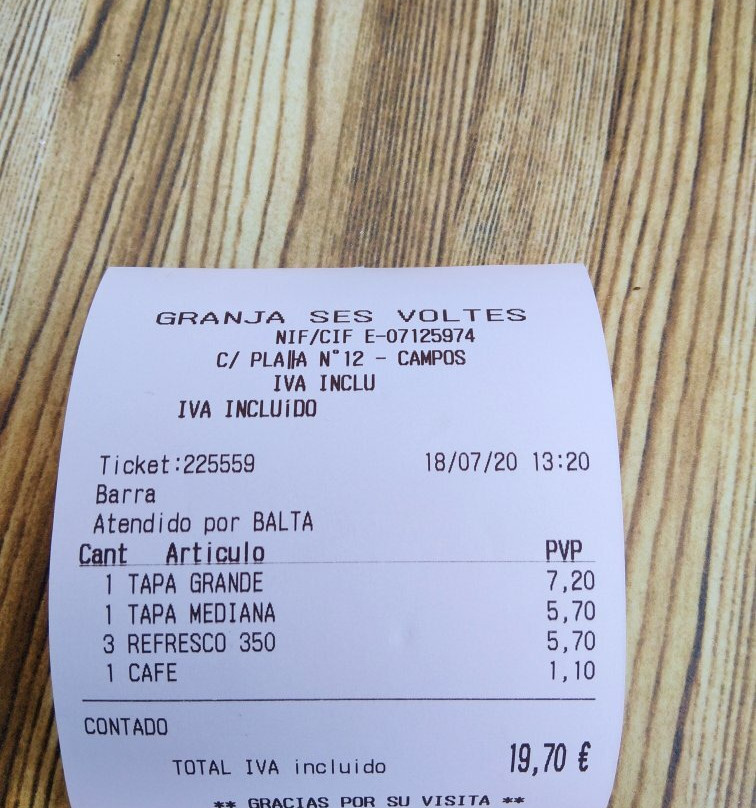 GRANJA SES VOLTES
NIF/CIF E-07125974
C/ PLAllA N°12 - CAMPOS
IVA INCLU
IVA INCLUíDO
Ticket:225559 18/07/20 13:20
Barra
Atendido por BALTA
Cant Articulo PVP
1 TAPA GRANDE 7,20
1 TAPA MEDIANA 5,70
3 REFRESCO 350 5,70
1 CAFE 1,10
CONTADO
TOTAL IVA incluido 19,70 €
** GRACIAS POR SU VISITA **